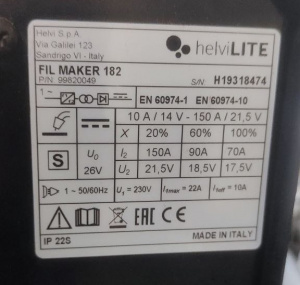 Helvi S.p.A.
Via Galilei 123
Sandrigo VI - Italy
helviLITE
FIL MAKER 182
P/N: 99820049
S/N: H19318474
1 ~
EN 60974-1 EN 60974-10
10 A / 14 V - 150 A / 21,5 V
X 20% 60% 100%
S U0 I2 150A 90A 70A
26V U2 21,5V 18,5V 17,5V
1 ~ 50/60Hz U1 = 230V I1max = 22A I1eff = 10A
EAC CE
IP 22S
MADE IN ITALY